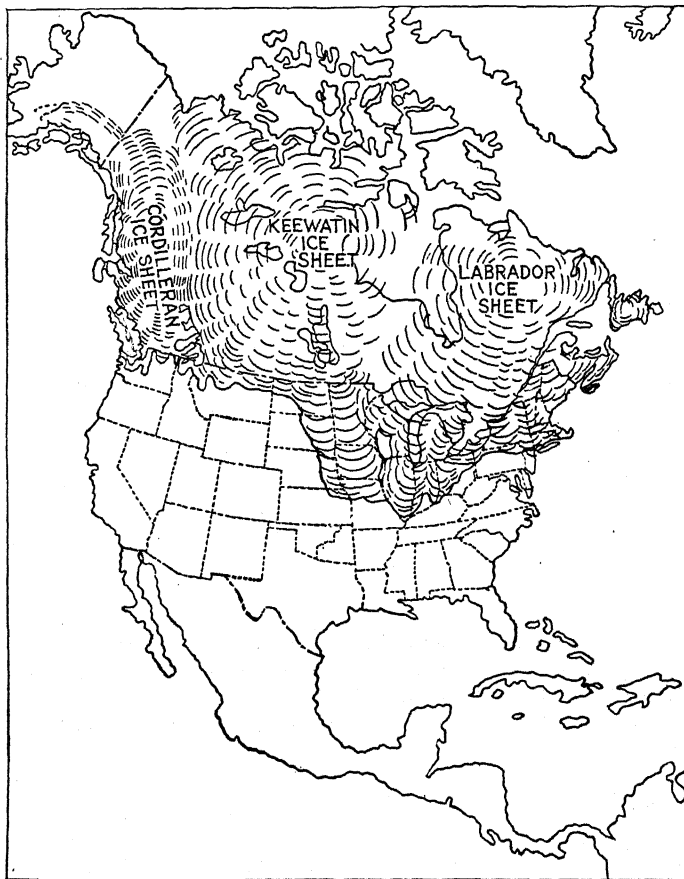 CORDILLERAN
ICE SHEET
KEEWATIN
ICE
SHEET
LABRADOR
ICE
SHEET